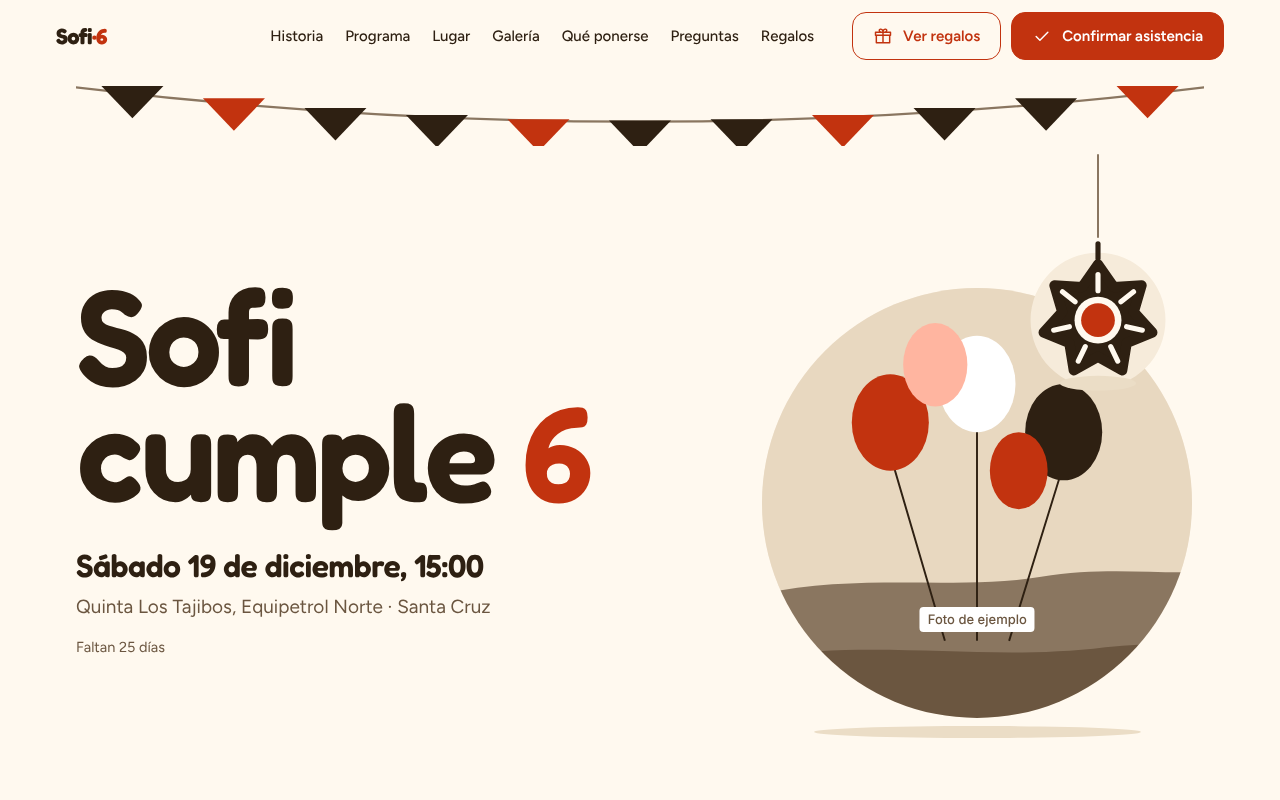 Sofi·6
Historia
Programa
Lugar
Galería
Qué ponerse
Preguntas
Regalos
Ver regalos
Confirmar asistencia
Sofi
cumple 6
Sábado 19 de diciembre, 15:00
Quinta Los Tajibos, Equipetrol Norte · Santa Cruz
Faltan 25 días
Foto de ejemplo